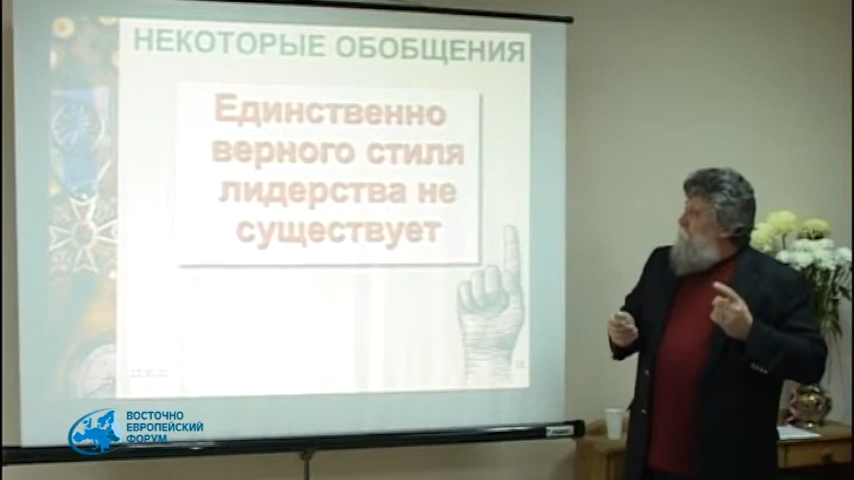 НЕКОТОРЫЕ ОБОБЩЕНИЯ
Единственно
верного стиля
лидерства не
существует
ВОСТОЧНО
ЕВРОПЕЙСКИЙ
ФОРУМ